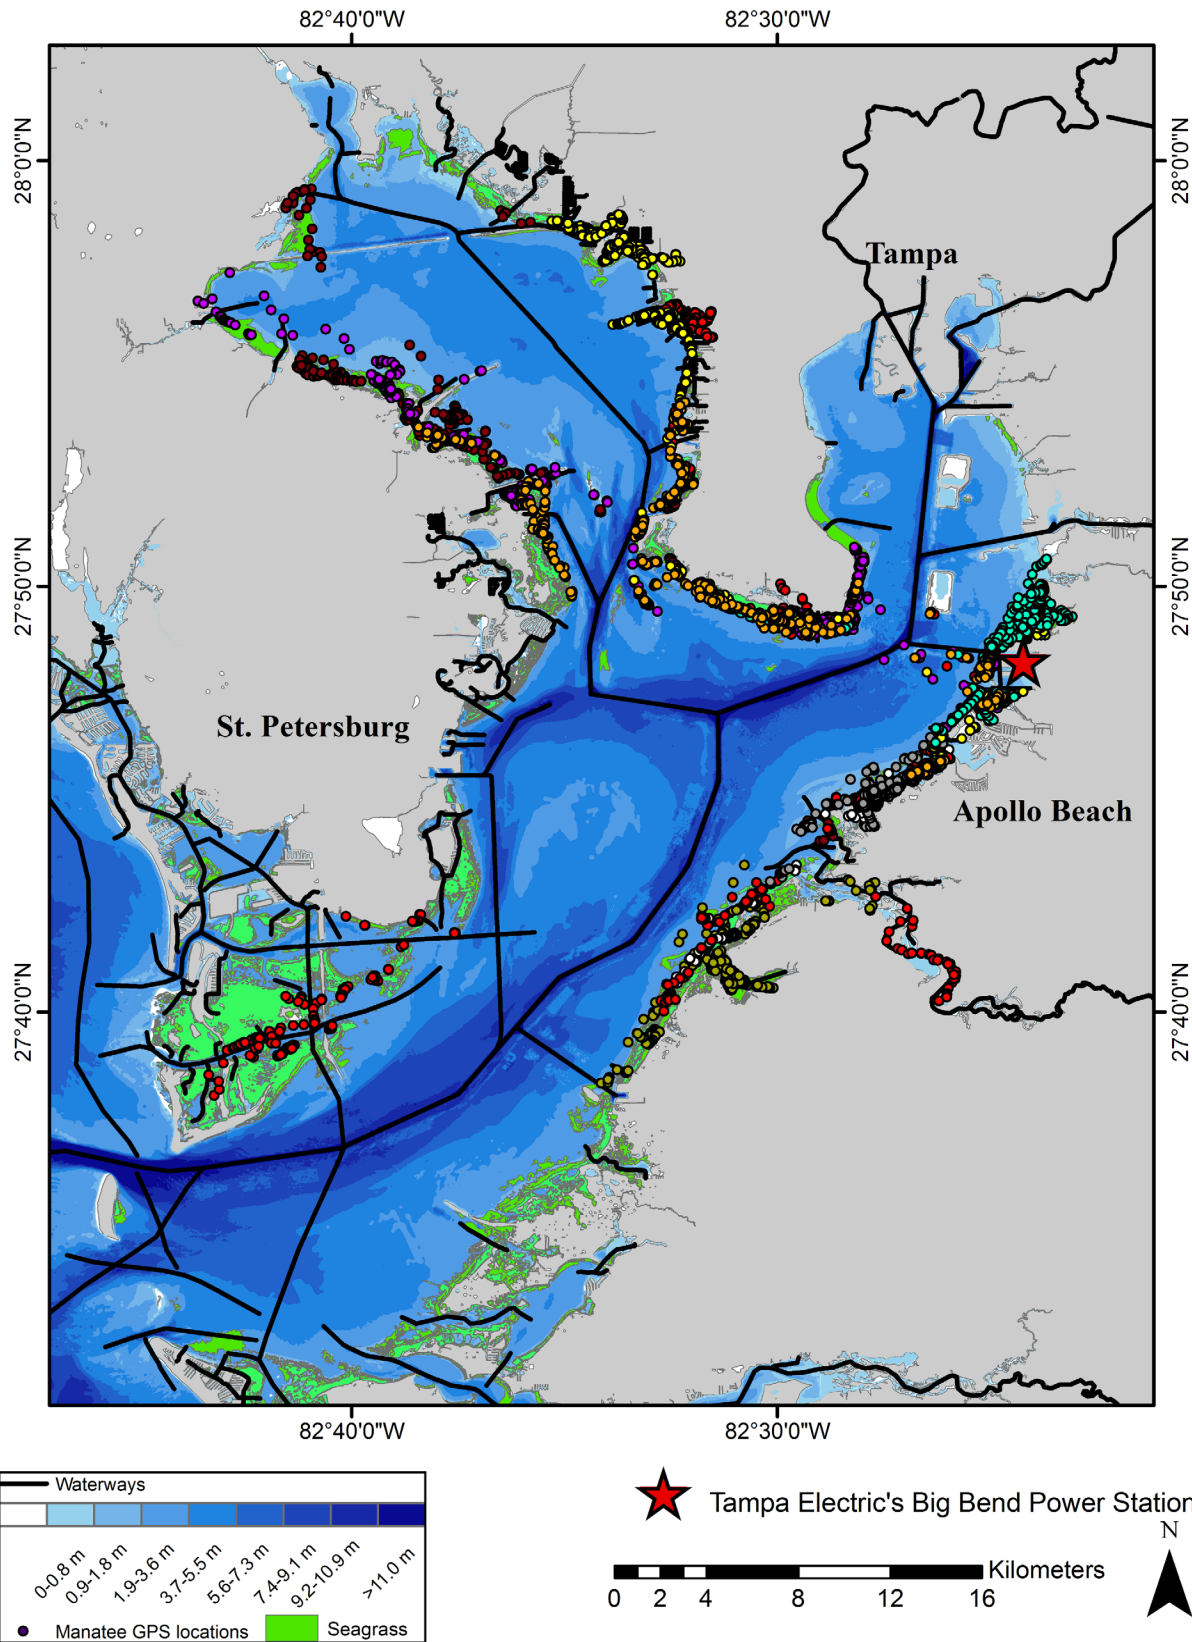 82°40'0"W
82°30'0"W
28°0'0"N
28°0'0"N
Tampa
27°50'0"N
27°50'0"N
St. Petersburg
Apollo Beach
27°40'0"N
27°40'0"N
82°40'0"W
82°30'0"W
Waterways
0-0.8 m
0.9-1.8 m
1.9-3.6 m
3.7-5.5 m
5.6-7.3 m
7.4-9.1 m
9.2-10.9 m
>11.0 m
Manatee GPS locations
Seagrass
Tampa Electric's Big Bend Power Station
N
Kilometers
0 2 4 8 12 16